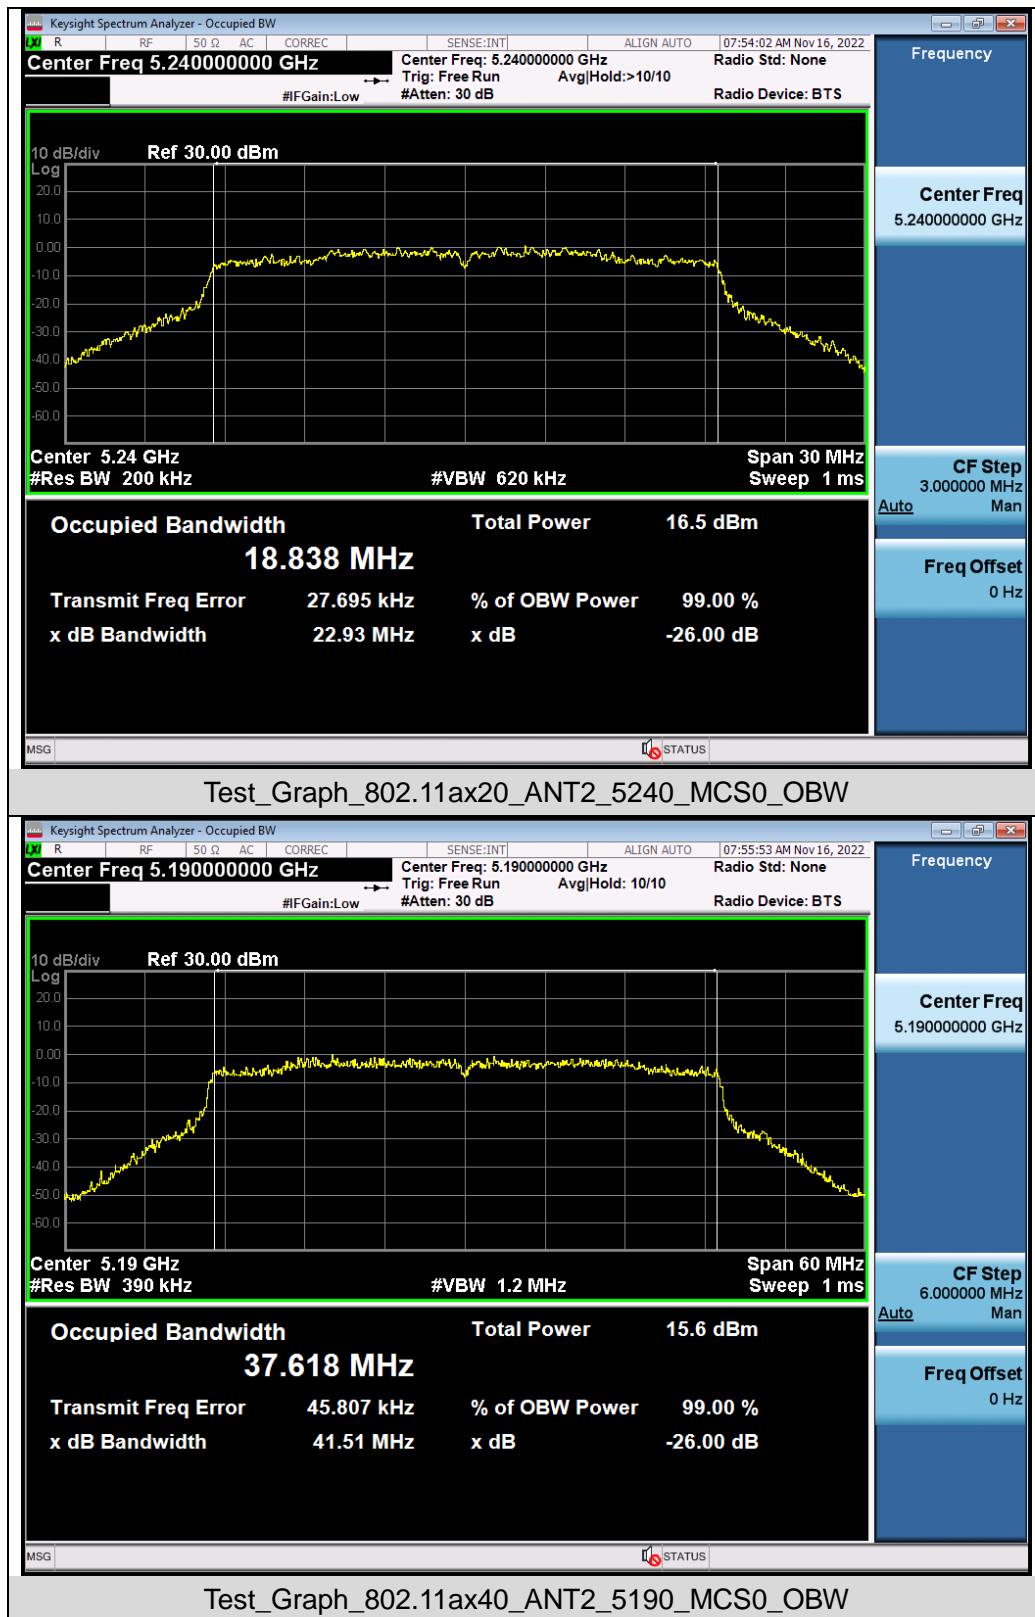 Keysight Spectrum Analyzer - Occupied BW
LXI R RF 50 Ω AC CORREC SENSE:INT ALIGN AUTO 07:54:02 AM Nov 16, 2022
Center Freq 5.240000000 GHz
Center Freq: 5.240000000 GHz Radio Std: None
Trig: Free Run Avg|Hold:>10/10
#IFGain:Low #Atten: 30 dB Radio Device: BTS
Frequency
10 dB/div Ref 30.00 dBm
Log
20.0
10.0
0.00
-10.0
-20.0
-30.0
-40.0
-50.0
-60.0
Center 5.24 GHz Span 30 MHz
#Res BW 200 kHz #VBW 620 kHz Sweep 1 ms
Center Freq
5.240000000 GHz
CF Step
3.000000 MHz
Auto Man
Freq Offset
0 Hz
Occupied Bandwidth Total Power 16.5 dBm
18.838 MHz
Transmit Freq Error 27.695 kHz % of OBW Power 99.00 %
x dB Bandwidth 22.93 MHz x dB -26.00 dB
MSG STATUS
Test_Graph_802.11ax20_ANT2_5240_MCS0_OBW
Keysight Spectrum Analyzer - Occupied BW
LXI R RF 50 Ω AC CORREC SENSE:INT ALIGN AUTO 07:55:53 AM Nov 16, 2022
Center Freq 5.190000000 GHz
Center Freq: 5.190000000 GHz Radio Std: None
Trig: Free Run Avg|Hold: 10/10
#IFGain:Low #Atten: 30 dB Radio Device: BTS
Frequency
10 dB/div Ref 30.00 dBm
Log
20.0
10.0
0.00
-10.0
-20.0
-30.0
-40.0
-50.0
-60.0
Center 5.19 GHz Span 60 MHz
#Res BW 390 kHz #VBW 1.2 MHz Sweep 1 ms
Center Freq
5.190000000 GHz
CF Step
6.000000 MHz
Auto Man
Freq Offset
0 Hz
Occupied Bandwidth Total Power 15.6 dBm
37.618 MHz
Transmit Freq Error 45.807 kHz % of OBW Power 99.00 %
x dB Bandwidth 41.51 MHz x dB -26.00 dB
MSG STATUS
Test_Graph_802.11ax40_ANT2_5190_MCS0_OBW